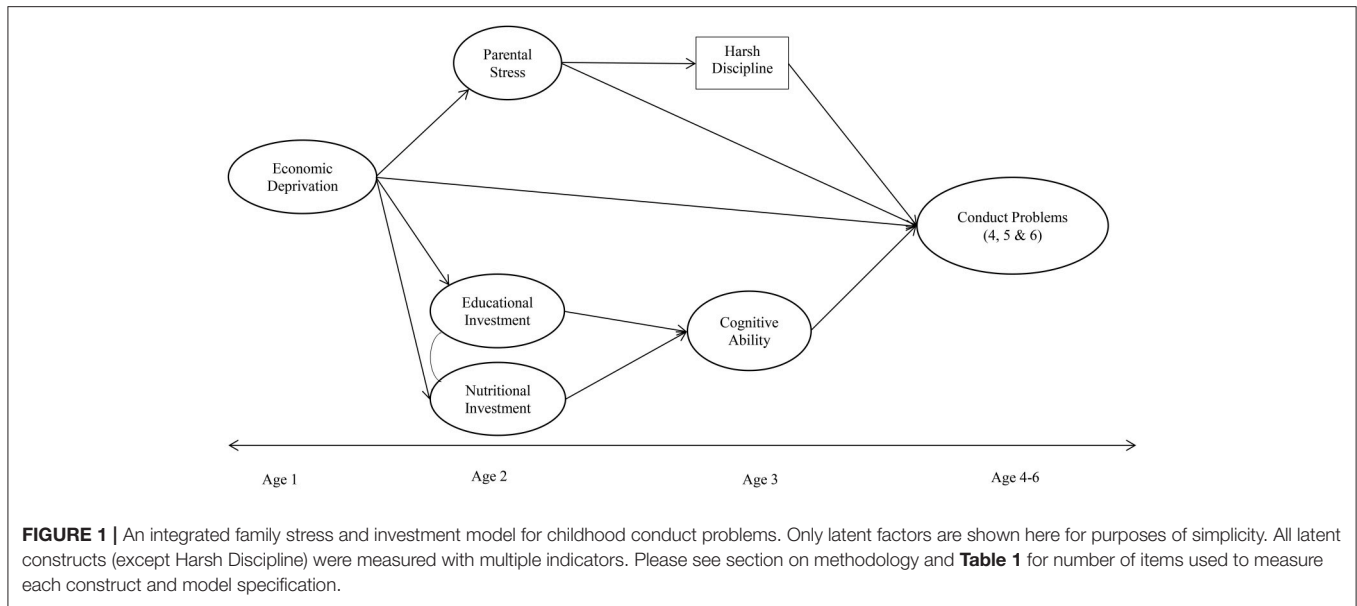 Parental
Stress
Harsh
Discipline
Economic
Deprivation
Conduct Problems
(4, 5 & 6)
Educational
Investment
Cognitive
Ability
Nutritional
Investment
Age 1
Age 2
Age 3
Age 4-6
FIGURE 1 | An integrated family stress and investment model for childhood conduct problems. Only latent factors are shown here for purposes of simplicity. All latent
constructs (except Harsh Discipline) were measured with multiple indicators. Please see section on methodology and Table 1 for number of items used to measure
each construct and model specification.